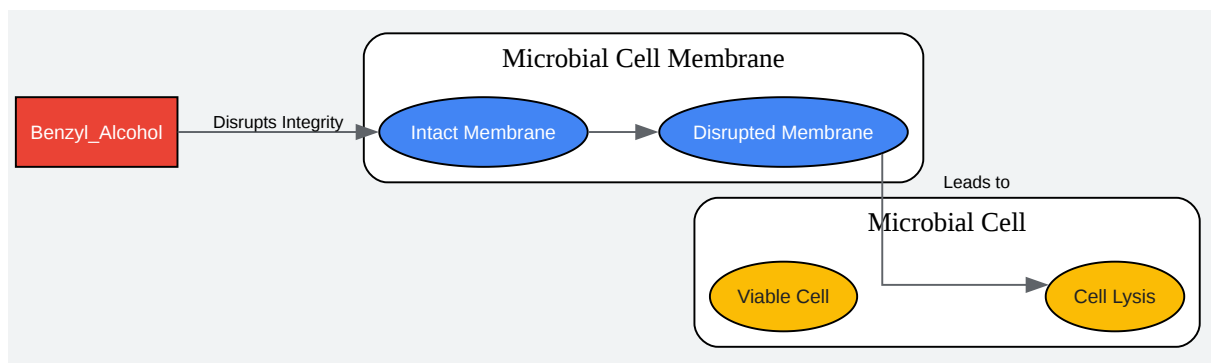 Microbial Cell Membrane
Benzyl_Alcohol
Disrupts Integrity
Intact Membrane
Disrupted Membrane
Leads to
Microbial Cell
Viable Cell
Cell Lysis